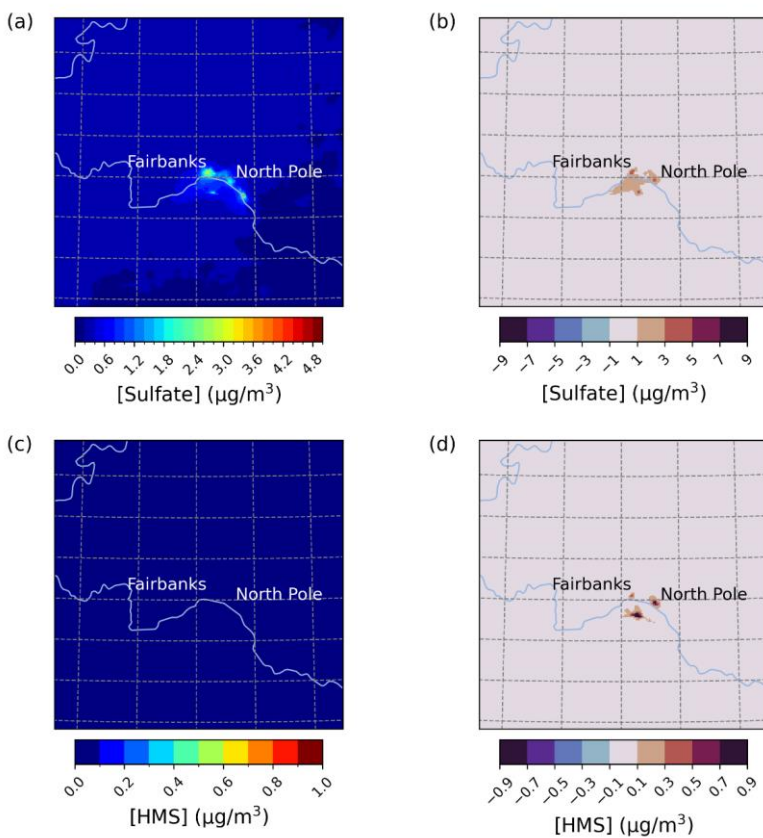 (a)
(b)
Fairbanks
North Pole
Fairbanks
North Pole
0.0 0.6 1.2 1.8 2.4 3.0 3.6 4.2 4.8
−9 −7 −5 −3 −1 1 3 5 7 9
[Sulfate] (μg/m³)
[Sulfate] (μg/m³)
(c)
(d)
Fairbanks
North Pole
Fairbanks
North Pole
0.0 0.2 0.4 0.6 0.8 1.0
−0.9 −0.7 −0.5 −0.3 −0.1 0.1 0.3 0.5 0.7 0.9
[HMS] (μg/m³)
[HMS] (μg/m³)